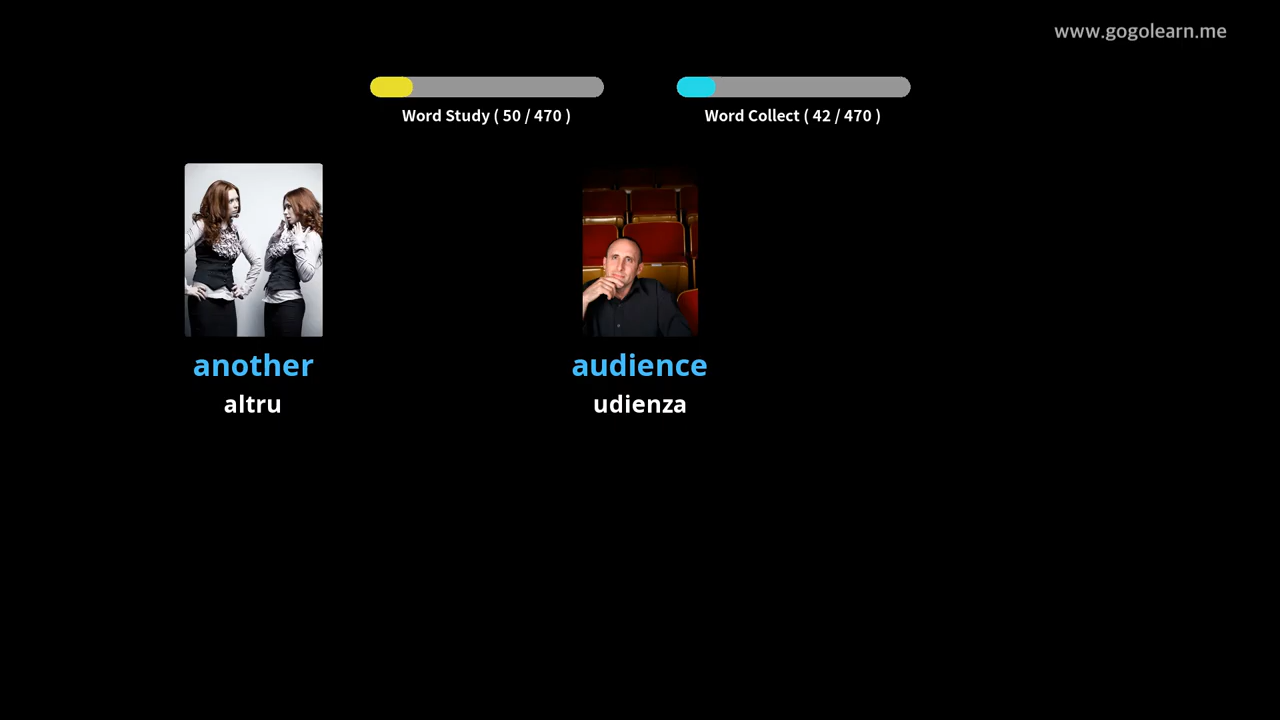 www.gogolearn.me
Word Study ( 50 / 470 )
Word Collect ( 42 / 470 )
another
altru
audience
udienza